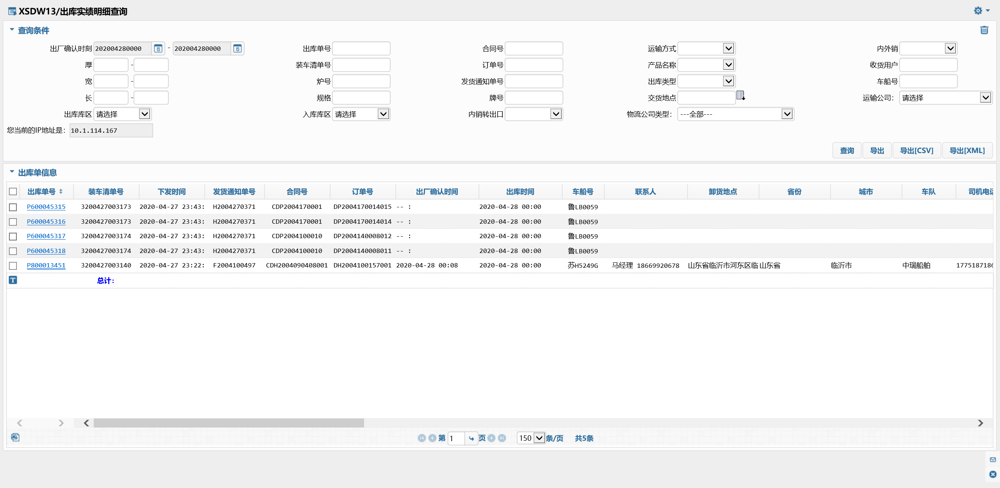 XSDW13/出库实绩明细查询
查询条件
出厂确认时刻 202004280000 - 202004280000 出库单号 合同号 运输方式 内外销
厚 - 装车清单号 订单号 产品名称 收货用户
宽 - 炉号 发货通知单号 出库类型 车船号
长 - 规格 牌号 交货地点 运输公司： 请选择
出库库区 请选择 入库库区 请选择 内销转出口 物流公司类型： ---全部---
您当前的IP地址是： 10.1.114.167
查询 导出 导出[CSV] 导出[XML]
出库单信息
出库单号 装车清单号 下发时间 发货通知单号 合同号 订单号 出厂确认时间 出库时间 车船号 联系人 卸货地点 省份 城市 车队 司机电话
P600045315 3200427003173 2020-04-27 23:43: H2004270371 CDP2004170001 DP2004170014015 -- : 2020-04-28 00:00 鲁LB0059
P600045316 3200427003173 2020-04-27 23:43: H2004270371 CDP2004170001 DP2004170014014 -- : 2020-04-28 00:00 鲁LB0059
P600045317 3200427003174 2020-04-27 23:43: H2004270371 CDP2004100010 DP2004140008012 -- : 2020-04-28 00:00 鲁LB0059
P600045318 3200427003174 2020-04-27 23:43: H2004270371 CDP2004100010 DP2004140008011 -- : 2020-04-28 00:00 鲁LB0059
P800013451 3200427003140 2020-04-27 23:22: F2004100497 CDH2004090408001 DH2004100157001 2020-04-28 00:08 2020-04-28 00:00 苏H5249G 马经理 18669920678 山东省临沂市河东区临 山东省 临沂市 中瑞船舶 1775187186
T 总计：
第 1 页 150 条/页 共5条